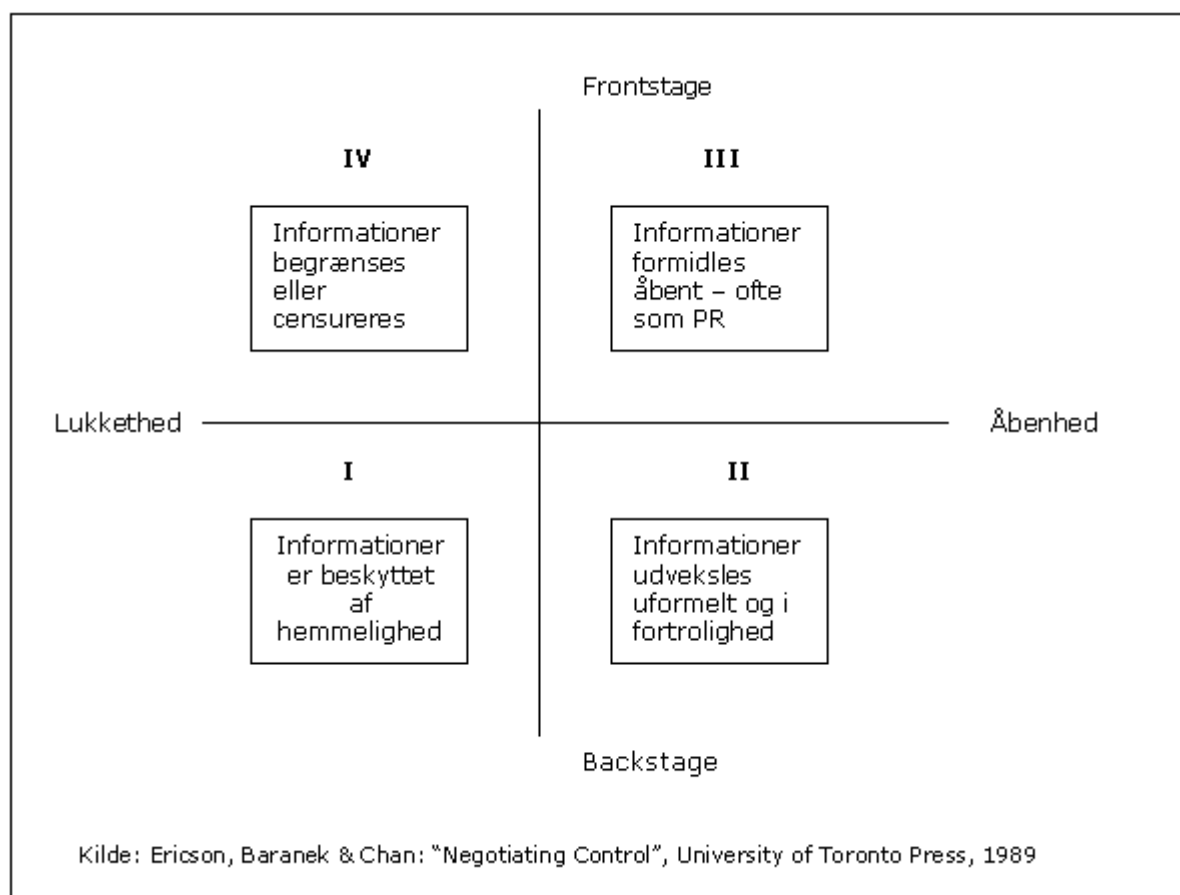 Frontstage
IV
III
Informationer
begrænses
eller
censureres
Informationer
formidles
åbent – ofte
som PR
Lukkethed
Åbenhed
I
II
Informationer
er beskyttet
af
hemmelighed
Informationer
udveksles
uformelt og i
fortrolighed
Backstage
Kilde: Ericson, Baranek & Chan: “Negotiating Control”, University of Toronto Press, 1989